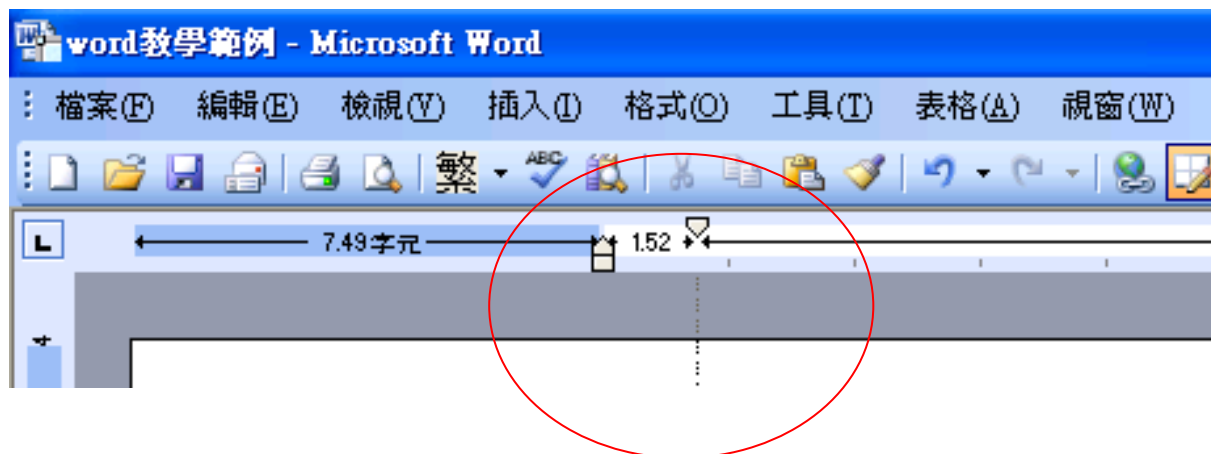 word教學範例 - Microsoft Word
檔案(F) 編輯(E) 檢視(V) 插入(I) 格式(O) 工具(T) 表格(A) 視窗(W)
繁 ABC
L 7.49字元 1.52